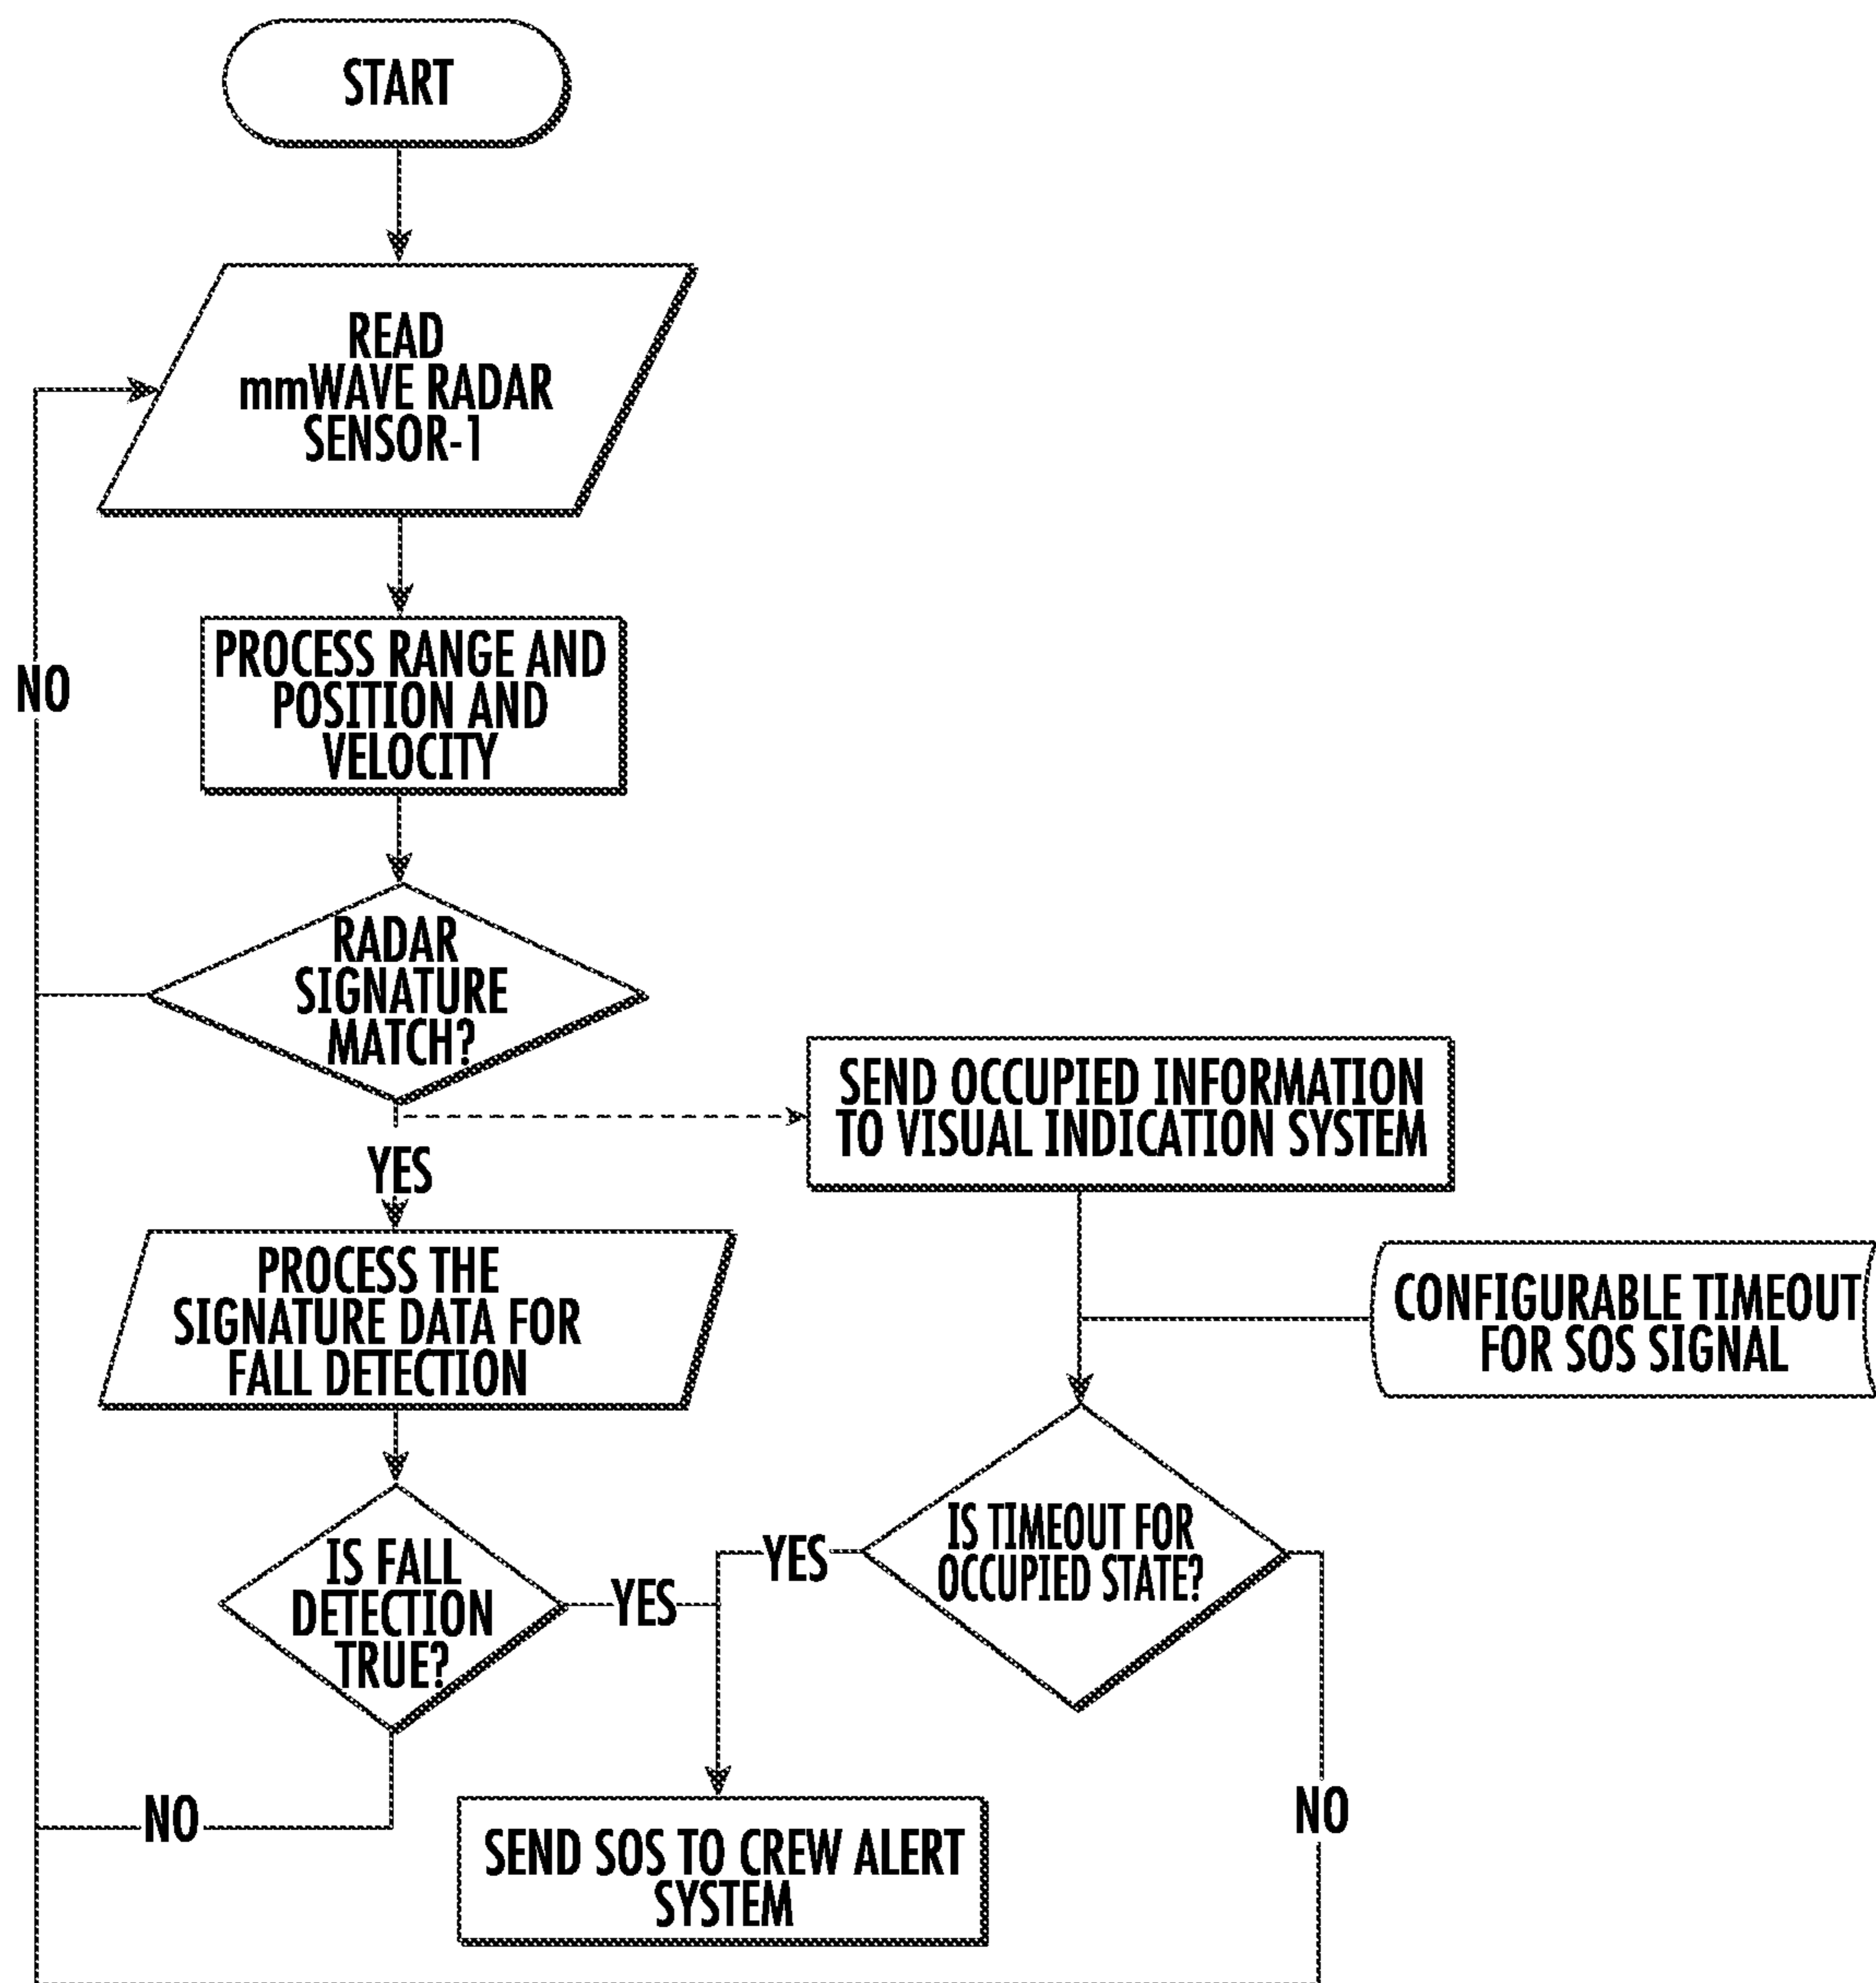 START
READ
mmWAVE RADAR
SENSOR-1
PROCESS RANGE AND
POSITION AND
VELOCITY
NO
RADAR
SIGNATURE
MATCH?
SEND OCCUPIED INFORMATION
TO VISUAL INDICATION SYSTEM
YES
PROCESS THE
SIGNATURE DATA FOR
FALL DETECTION
CONFIGURABLE TIMEOUT
FOR SOS SIGNAL
IS TIMEOUT FOR
OCCUPIED STATE?
YES
IS FALL
DETECTION
TRUE?
YES
NO
NO
SEND SOS TO CREW ALERT
SYSTEM